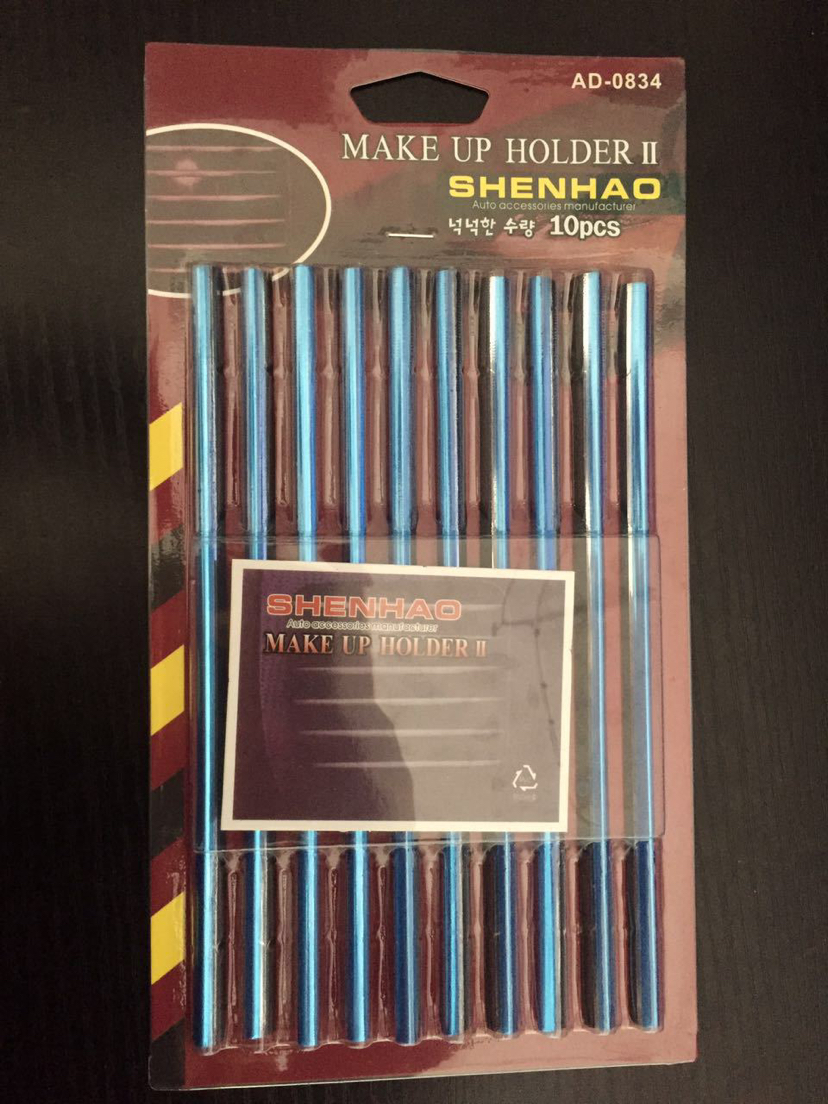 AD-0834
MAKE UP HOLDER II
SHENHAO
Auto accessories manufacturer
넉넉한 수량 10pcs
SHENHAO
Auto accessories manufacturer
MAKE UP HOLDER II